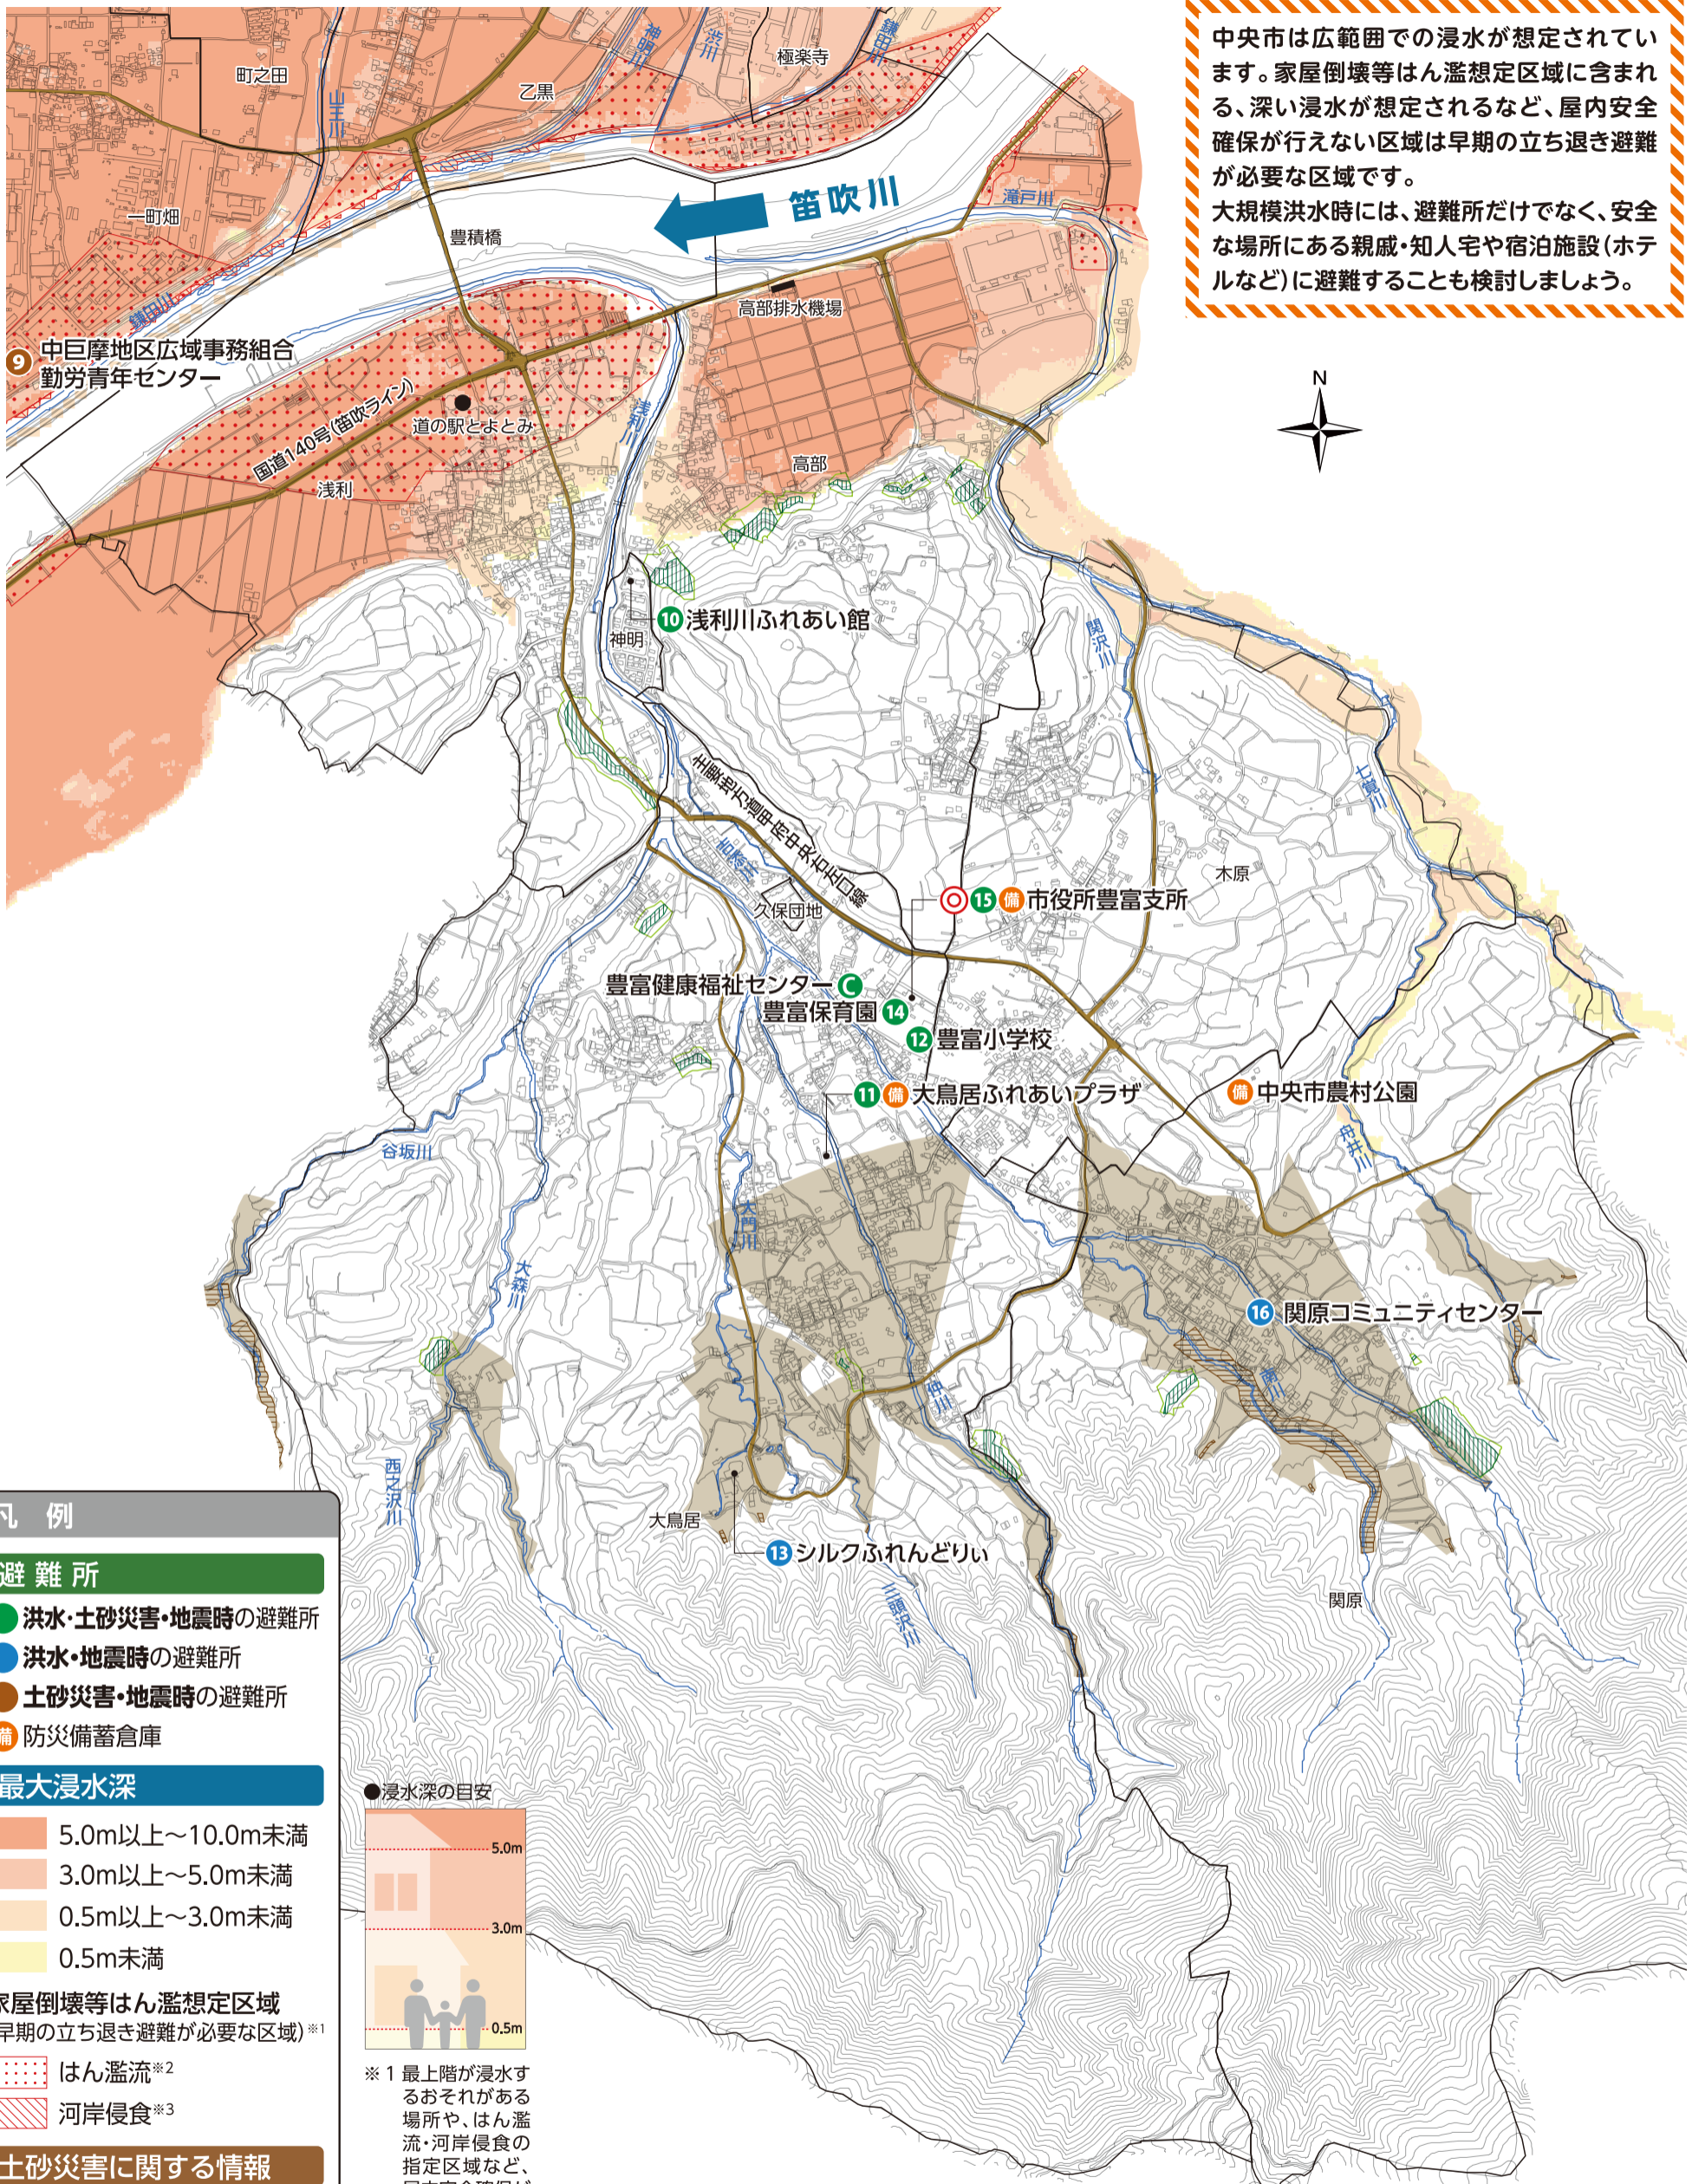 中央市は広範囲での浸水が想定されてい
ます。家屋倒壊等はん濫想定区域に含まれ
る、深い浸水が想定されるなど、屋内安全
確保が行えない区域は早期の立ち退き避難
が必要な区域です。
大規模洪水時には、避難所だけでなく、安全
な場所にある親戚・知人宅や宿泊施設（ホテ
ルなど）に避難することも検討しましょう。
町之田
山王川
乙黒
神明川
渋川
極楽寺
鎌田川
一町畑
豊積橋
笛吹川
滝戸川
鎌田川
高部排水機場
9 中巨摩地区広域事務組合
勤労青年センター
N
国道140号（笛吹ライン）
道の駅とよとみ
浅利川
浅利
高部
10 浅利川ふれあい館
神明
関沢川
七覚川
主要地方道甲府中央右左口線
久保団地
木原
15 備 市役所豊富支所
豊富健康福祉センター C
豊富保育園 14
12 豊富小学校
11 備 大鳥居ふれあいプラザ
備 中央市農村公園
舟井川
谷坂川
大門川
大森川
16 関原コミュニティセンター
南川
仲川
西之沢川
大鳥居
13 シルクふれんどりぃ
三頭沢川
関原
凡 例
避難所
洪水・土砂災害・地震時の避難所
洪水・地震時の避難所
土砂災害・地震時の避難所
備 防災備蓄倉庫
最大浸水深
5.0m以上～10.0m未満
3.0m以上～5.0m未満
0.5m以上～3.0m未満
0.5m未満
家屋倒壊等はん濫想定区域
早期の立ち退き避難が必要な区域）※1
はん濫流※2
河岸侵食※3
土砂災害に関する情報
●浸水深の目安
5.0m
3.0m
0.5m
※1 最上階が浸水す
るおそれがある
場所や、はん濫
流・河岸侵食の
指定区域など、